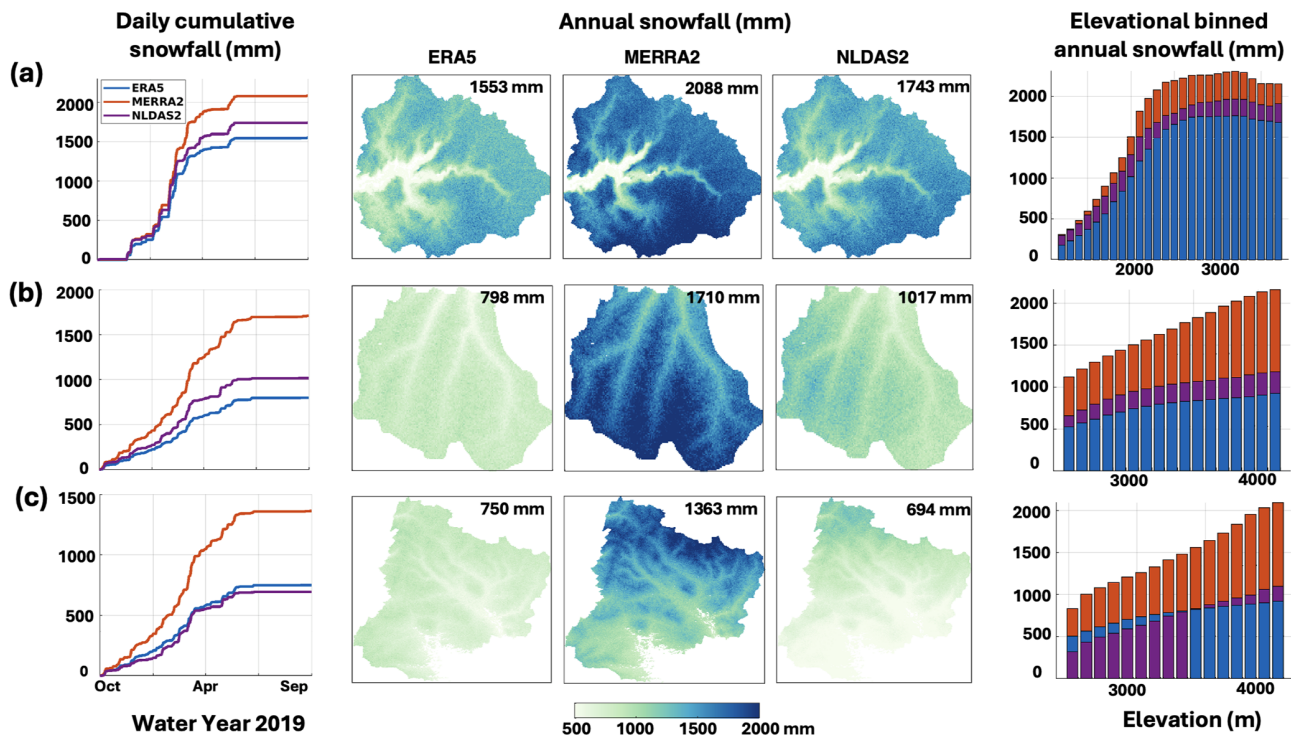 Daily cumulative
snowfall (mm)
Annual snowfall (mm)
Elevational binned
annual snowfall (mm)
ERA5
MERRA2
NLDAS2
(a)
ERA5
MERRA2
NLDAS2
2000
1500
1000
500
0
1553 mm
2088 mm
1743 mm
2000
1500
1000
500
0
2000
3000
(b)
2000
1500
1000
500
0
798 mm
1710 mm
1017 mm
2000
1500
1000
500
0
3000
4000
(c)
1500
1000
500
0
Oct
Apr
Sep
750 mm
1363 mm
694 mm
2000
1500
1000
500
0
3000
4000
Water Year 2019
500
1000
1500
2000 mm
Elevation (m)